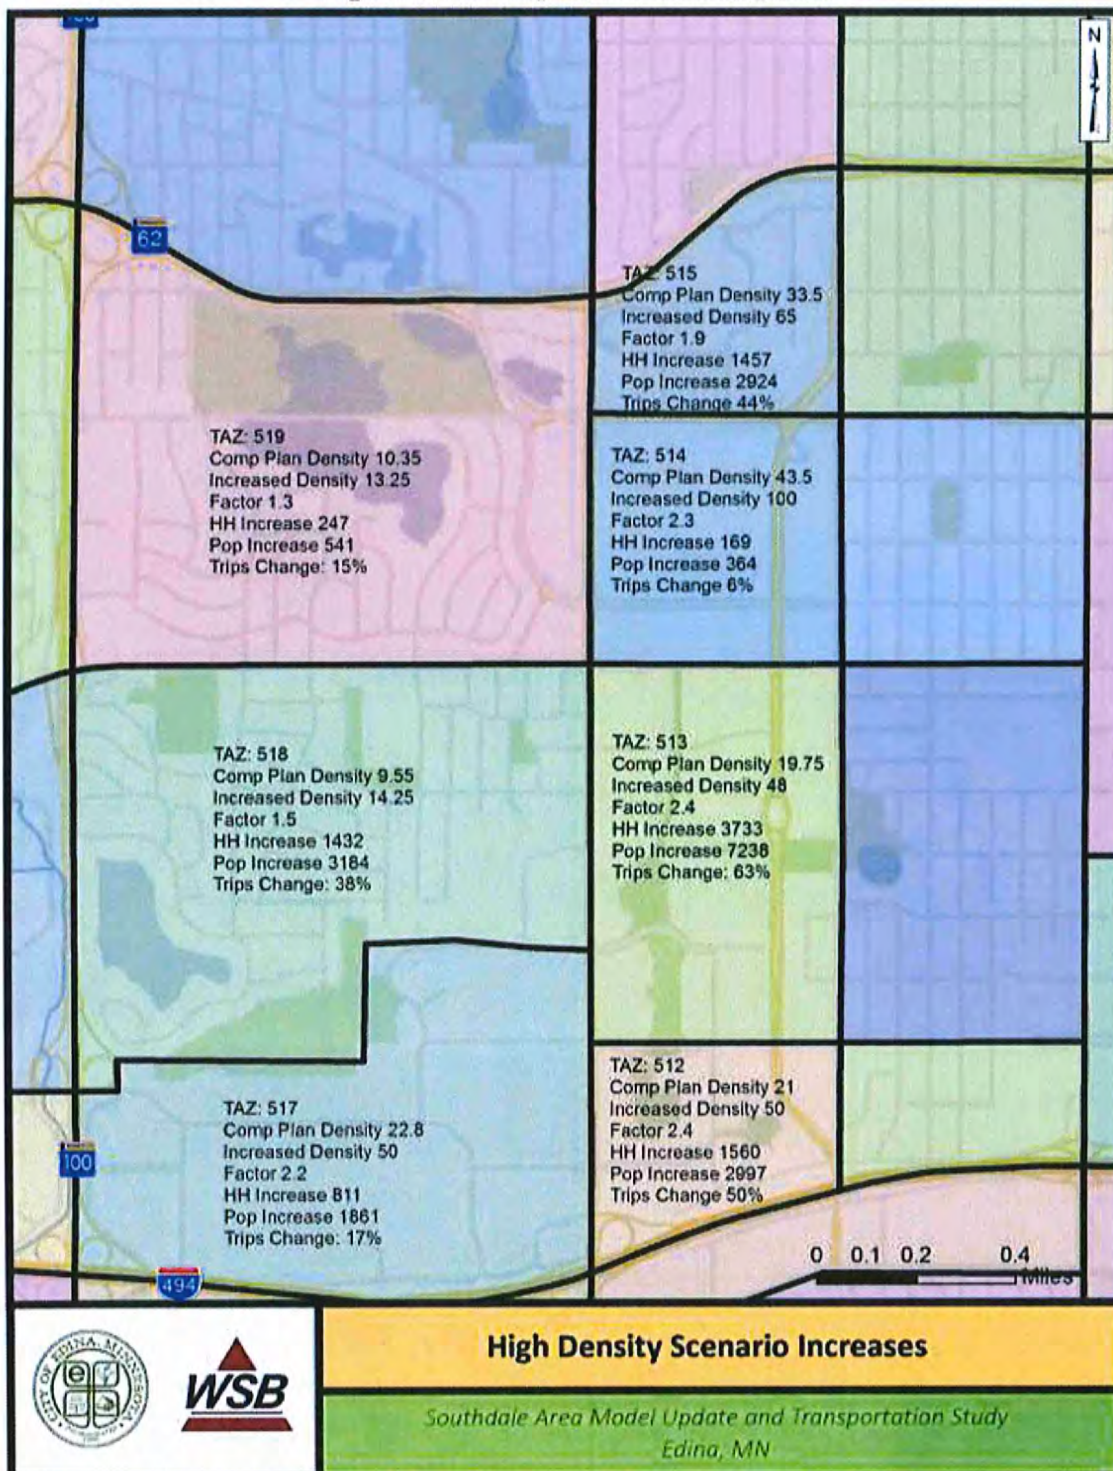 100
N
62
TAZ: 515
Comp Plan Density 33.5
Increased Density 65
Factor 1.9
HH Increase 1457
Pop Increase 2924
Trips Change 44%
TAZ: 519
Comp Plan Density 10.35
Increased Density 13.25
Factor 1.3
HH Increase 247
Pop Increase 541
Trips Change: 15%
TAZ: 514
Comp Plan Density 43.5
Increased Density 100
Factor 2.3
HH Increase 169
Pop Increase 364
Trips Change 6%
TAZ: 518
Comp Plan Density 9.55
Increased Density 14.25
Factor 1.5
HH Increase 1432
Pop Increase 3184
Trips Change: 38%
TAZ: 513
Comp Plan Density 19.75
Increased Density 48
Factor 2.4
HH Increase 3733
Pop Increase 7238
Trips Change: 63%
TAZ: 517
Comp Plan Density 22.8
Increased Density 50
Factor 2.2
HH Increase 811
Pop Increase 1861
Trips Change: 17%
TAZ: 512
Comp Plan Density 21
Increased Density 50
Factor 2.4
HH Increase 1560
Pop Increase 2997
Trips Change 50%
100
494
0 0.1 0.2 0.4
Miles
CITY OF EDINA, MINNESOTA
e
WSB
High Density Scenario Increases
Southdale Area Model Update and Transportation Study
Edina, MN